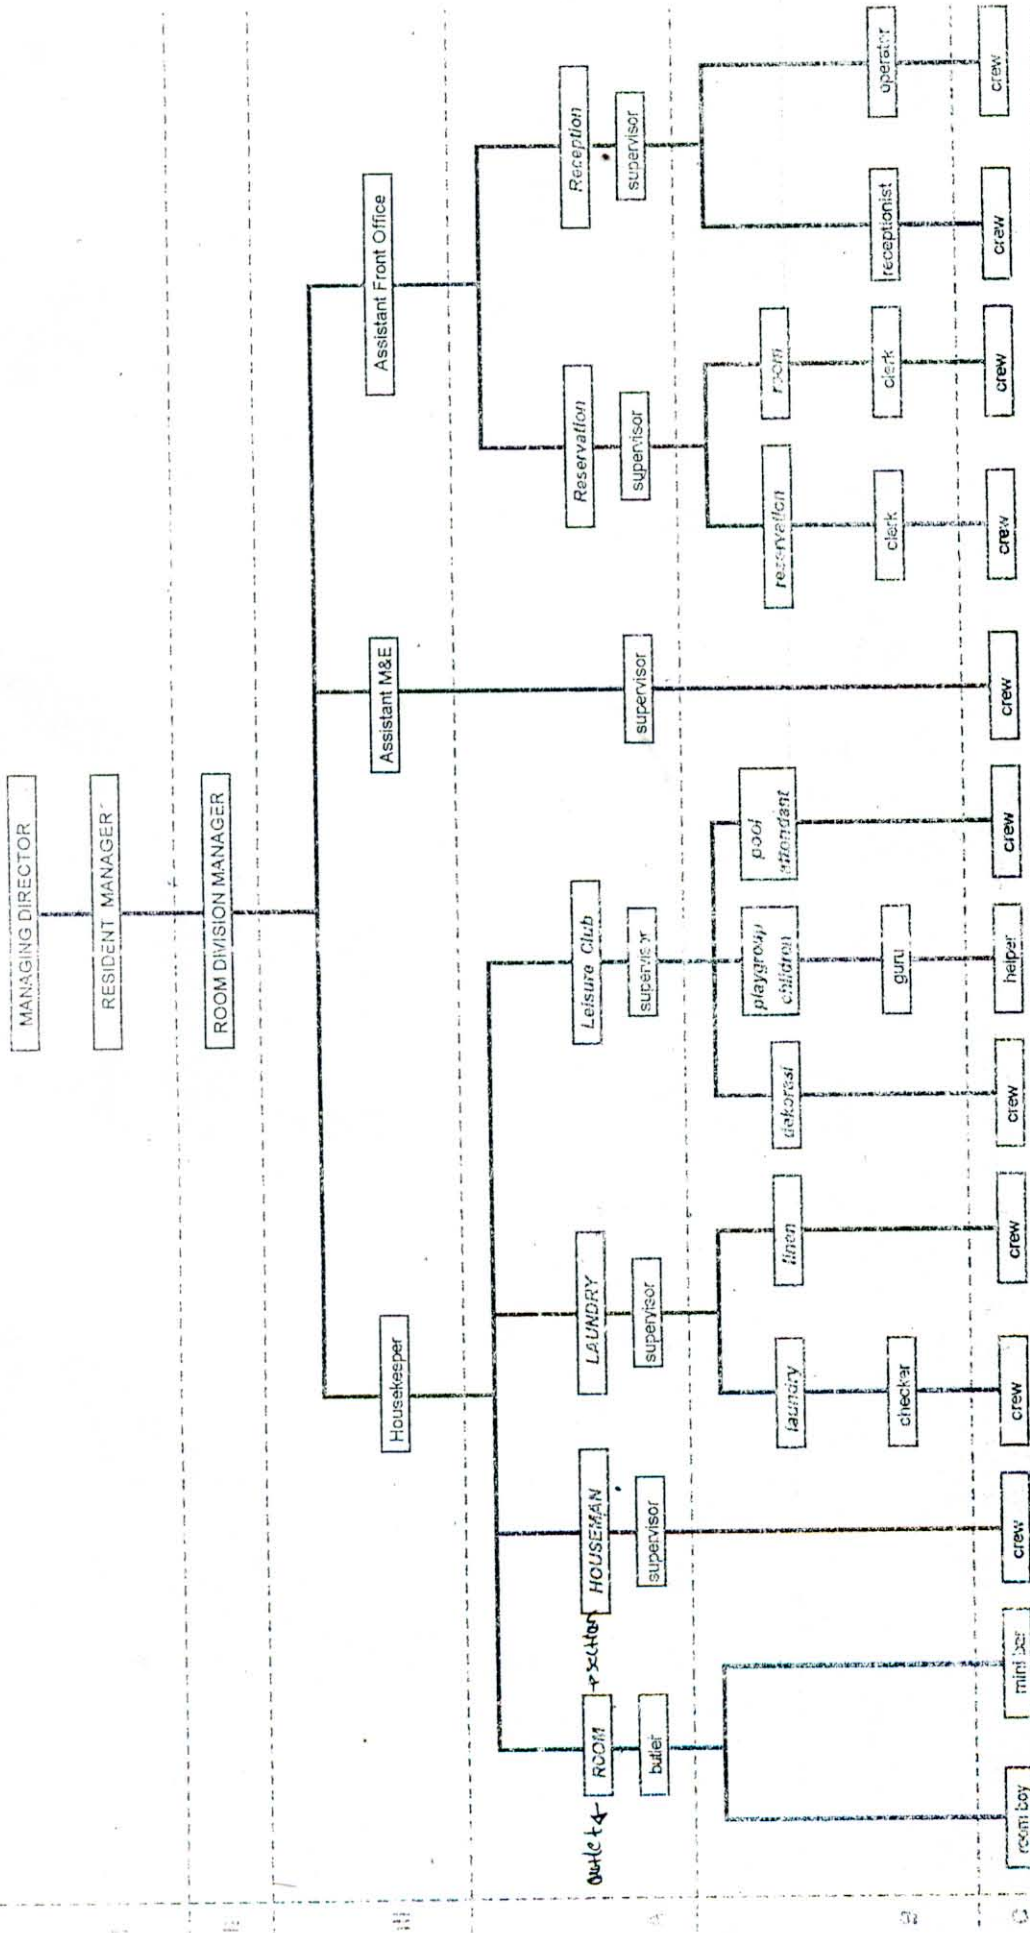 MANAGING DIRECTOR
RESIDENT MANAGER
ROOM DIVISION MANAGER
Housekeeper
Assistant M&E
Assistant Front Office
ROOM
section
HOUSEMAN
LAUNDRY
Leisure Club
Reservation
Reception
butler
supervisor
supervisor
supervisor
supervisor
supervisor
supervisor
laundry
linen
dekorasi
playgroup
children
pool
attendant
reservation
room
checker
guru
clerk
clerk
receptionist
operator
room boy
mini bar
crew
crew
crew
crew
helper
crew
crew
crew
crew
crew
crew
A
B
C